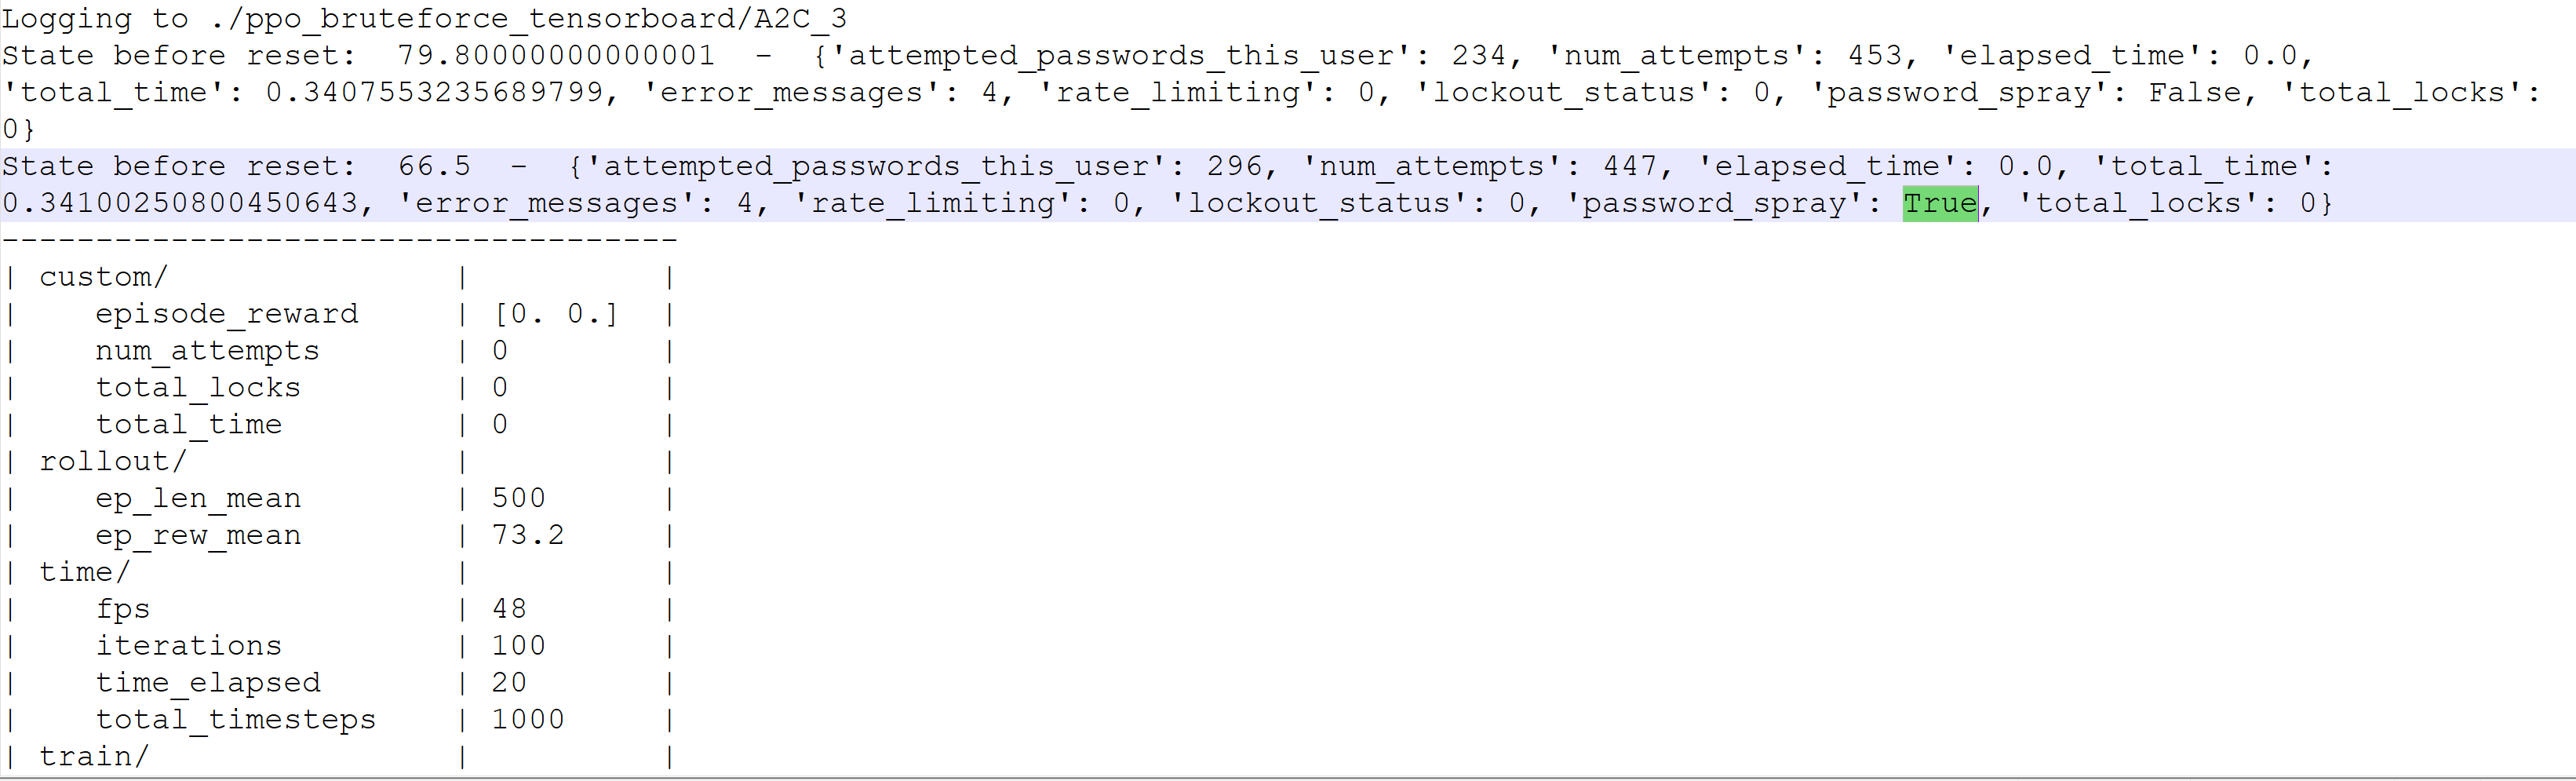 Logging to ./ppo_bruteforce_tensorboard/A2C_3
State before reset:  79.80000000000001  -  {'attempted_passwords_this_user': 234, 'num_attempts': 453, 'elapsed_time': 0.0,
'total_time': 0.3407553235689799, 'error_messages': 4, 'rate_limiting': 0, 'lockout_status': 0, 'password_spray': False, 'total_locks':
0}
State before reset:  66.5  -  {'attempted_passwords_this_user': 296, 'num_attempts': 447, 'elapsed_time': 0.0, 'total_time':
0.34100250800450643, 'error_messages': 4, 'rate_limiting': 0, 'lockout_status': 0, 'password_spray': True, 'total_locks': 0}
------------------------------------
| custom/               |          |
|    episode_reward     | [0. 0.]  |
|    num_attempts       | 0        |
|    total_locks        | 0        |
|    total_time         | 0        |
| rollout/              |          |
|    ep_len_mean        | 500      |
|    ep_rew_mean        | 73.2     |
| time/                 |          |
|    fps                | 48       |
|    iterations         | 100      |
|    time_elapsed       | 20       |
|    total_timesteps    | 1000     |
| train/                |          |